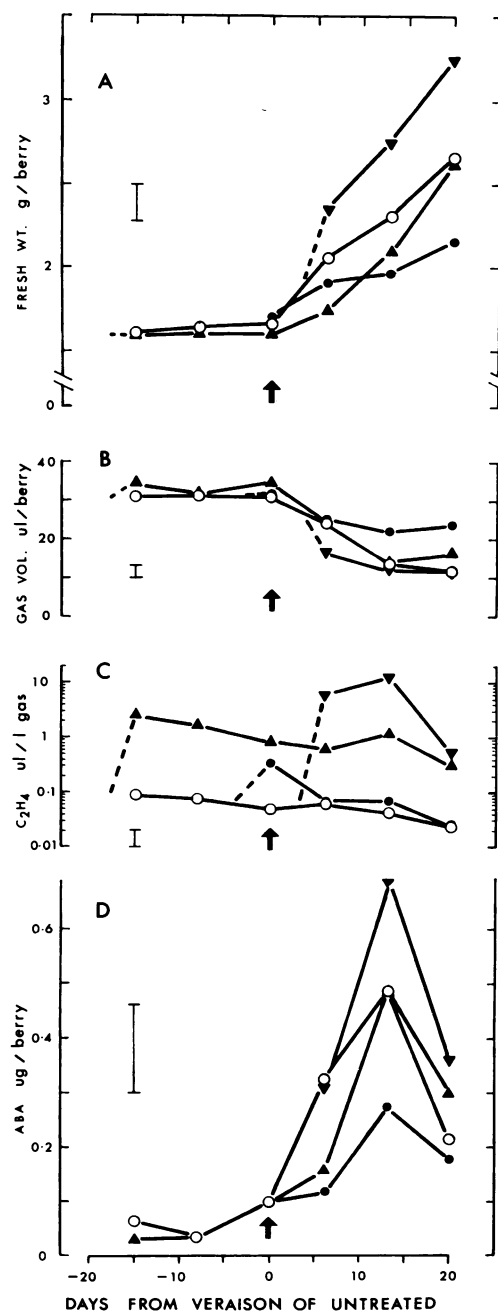 A
3
2
0
FRESH WT. g/berry
B
40
20
0
GAS VOL. ul/berry
C
10
1
0·1
0·01
C2H4 ul/l gas
D
0·6
0·4
0·2
0
ABA ug/berry
-20 -10 0 10 20
DAYS FROM VERAISON OF UNTREATED